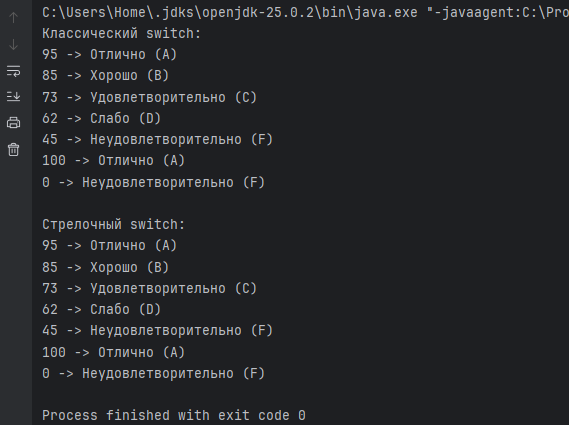 C:\Users\Home\.jdks\openjdk-25.0.2\bin\java.exe "-javaagent:C:\Pro
Классический switch:
95 -> Отлично (A)
85 -> Хорошо (B)
73 -> Удовлетворительно (C)
62 -> Слабо (D)
45 -> Неудовлетворительно (F)
100 -> Отлично (A)
0 -> Неудовлетворительно (F)
Стрелочный switch:
95 -> Отлично (A)
85 -> Хорошо (B)
73 -> Удовлетворительно (C)
62 -> Слабо (D)
45 -> Неудовлетворительно (F)
100 -> Отлично (A)
0 -> Неудовлетворительно (F)
Process finished with exit code 0